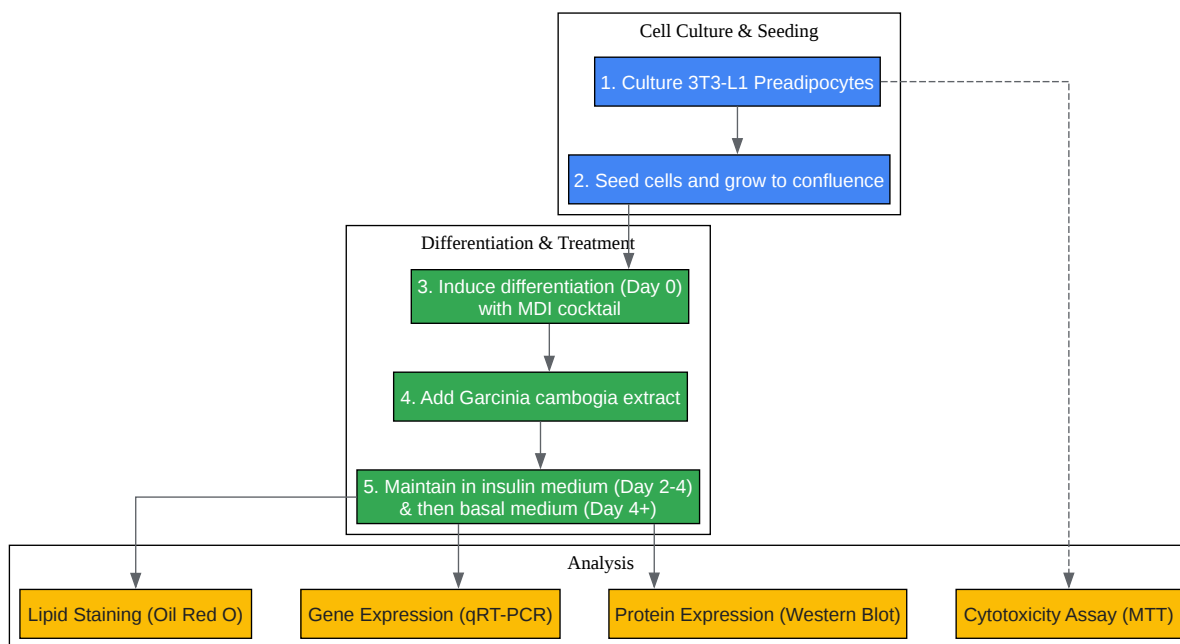 Cell Culture & Seeding
1. Culture 3T3-L1 Preadipocytes
2. Seed cells and grow to confluence
Differentiation & Treatment
3. Induce differentiation (Day 0)
with MDI cocktail
4. Add Garcinia cambogia extract
5. Maintain in insulin medium (Day 2-4)
& then basal medium (Day 4+)
Analysis
Lipid Staining (Oil Red O)
Gene Expression (qRT-PCR)
Protein Expression (Western Blot)
Cytotoxicity Assay (MTT)